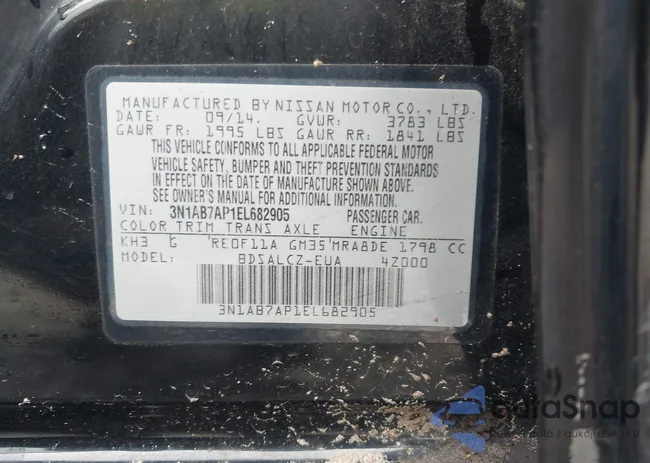 MANUFACTURED BY NISSAN MOTOR CO., LTD.
DATE: 09/14. GVWR: 3783 LBS
GAWR FR: 1995 LBS GAWR RR: 1841 LBS
THIS VEHICLE CONFORMS TO ALL APPLICABLE FEDERAL MOTOR
VEHICLE SAFETY, BUMPER AND THEFT PREVENTION STANDARDS
IN EFFECT ON THE DATE OF MANUFACTURE SHOWN ABOVE.
SEE OWNER'S MANUAL FOR ADDITIONAL INFORMATION.
VIN: 3N1AB7AP1EL682905 PASSENGER CAR.
COLOR TRIM TRANS AXLE ENGINE
KH3 G 'RE0F11A GM35'MRA8DE 1798 CC
MODEL: BDSALCZ-EUA 4Z000
3N1AB7AP1EL682905
dataSnap